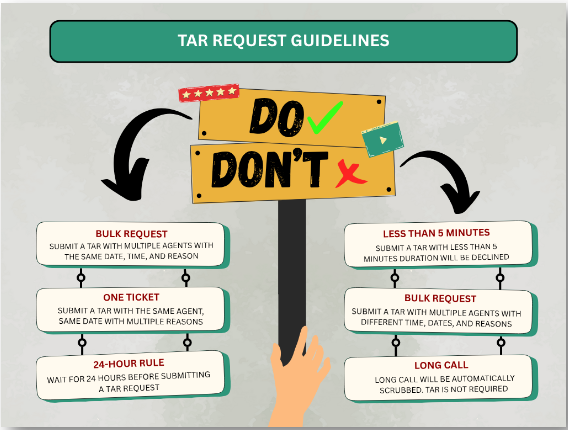 TAR REQUEST GUIDELINES
DO
DON'T
BULK REQUEST
SUBMIT A TAR WITH MULTIPLE AGENTS WITH
THE SAME DATE, TIME, AND REASON
ONE TICKET
SUBMIT A TAR WITH THE SAME AGENT,
SAME DATE WITH MULTIPLE REASONS
24-HOUR RULE
WAIT FOR 24 HOURS BEFORE SUBMITTING
A TAR REQUEST
LESS THAN 5 MINUTES
SUBMIT A TAR WITH LESS THAN 5
MINUTES DURATION WILL BE DECLINED
BULK REQUEST
SUBMIT A TAR WITH MULTIPLE AGENTS WITH
DIFFERENT TIME, DATES, AND REASONS
LONG CALL
LONG CALL WILL BE AUTOMATICALLY
SCRUBBED. TAR IS NOT REQUIRED